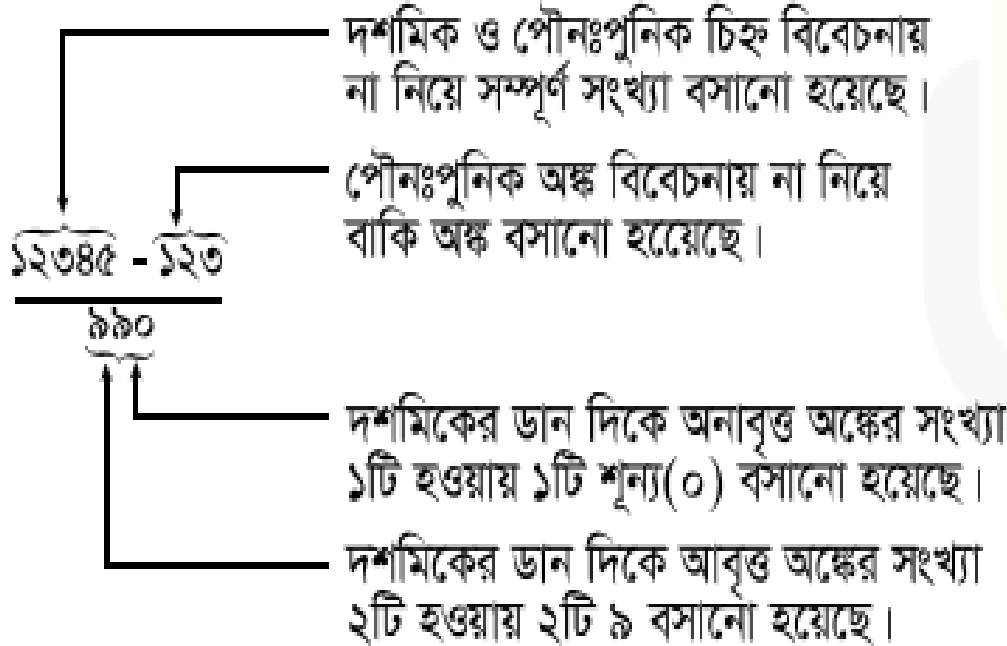 দশমিক ও পৌনঃপুনিক চিহ্ন বিবেচনায়
না নিয়ে সম্পূর্ণ সংখ্যা বসানো হয়েছে।
পৌনঃপুনিক অঙ্ক বিবেচনায় না নিয়ে
বাকি অঙ্ক বসানো হয়েেছে।
১২৩৪৫ - ১২৩
৯৯০
দশমিকের ডান দিকে অনাবৃত্ত অঙ্কের সংখ্যা
১টি হওয়ায় ১টি শূন্য(০) বসানো হয়েছে।
দশমিকের ডান দিকে আবৃত্ত অঙ্কের সংখ্যা
২টি হওয়ায় ২টি ৯ বসানো হয়েছে।